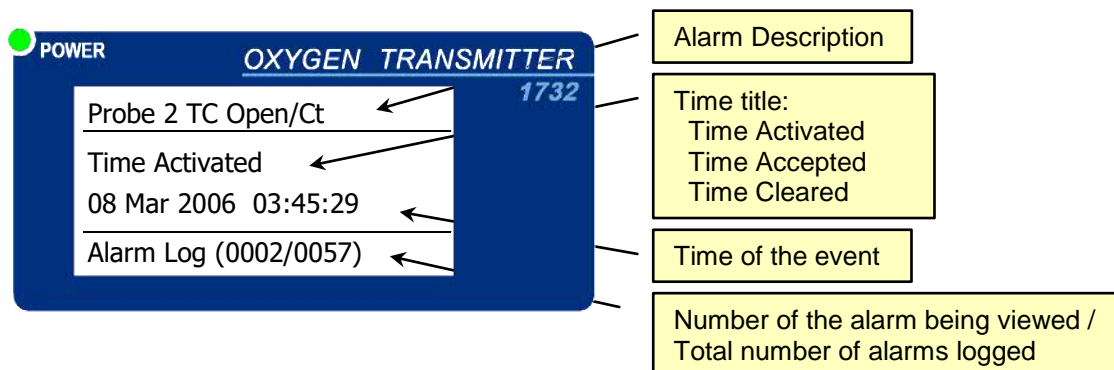 POWER
OXYGEN TRANSMITTER
1732
Probe 2 TC Open/Ct
Time Activated
08 Mar 2006 03:45:29
Alarm Log (0002/0057)
Alarm Description
Time title:
Time Activated
Time Accepted
Time Cleared
Time of the event
Number of the alarm being viewed /
Total number of alarms logged